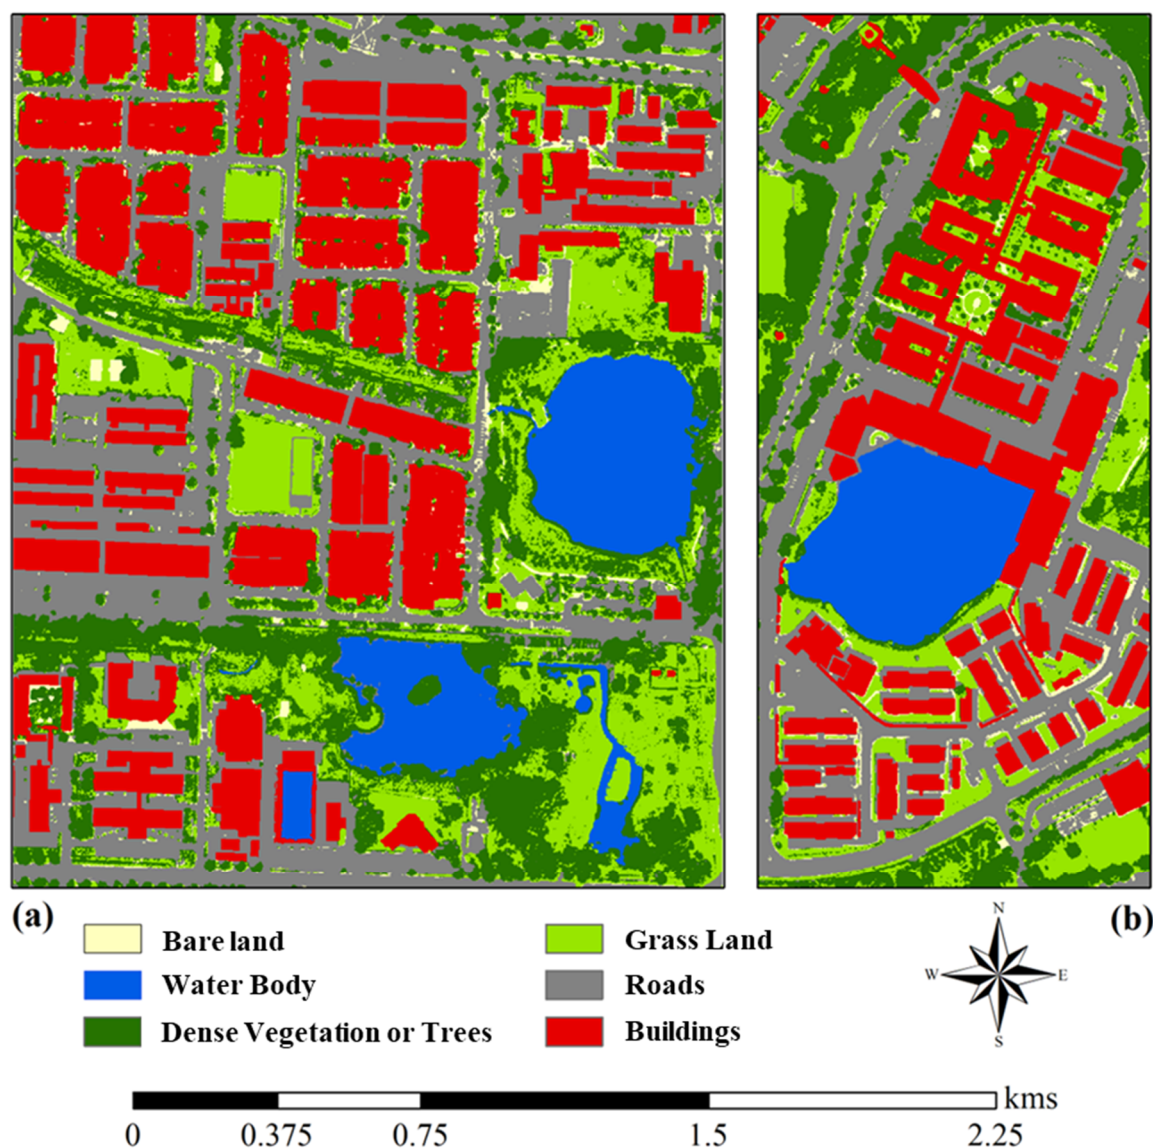 (a)
(b)
Bare land
Grass Land
Water Body
Roads
Dense Vegetation or Trees
Buildings
N
W
E
S
kms
0 0.375 0.75 1.5 2.25